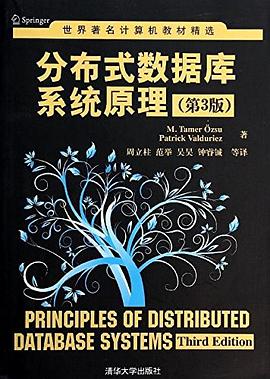 Springer
世界著名计算机教材精选
分布式数据库
系统原理(第3版)
M. Tamer Özsu
Patrick Valduriez 著
周立柱 范举 吴昊 钟睿铖 等译
PRINCIPLES OF DISTRIBUTED
DATABASE SYSTEMS Third Edition
清华大学出版社